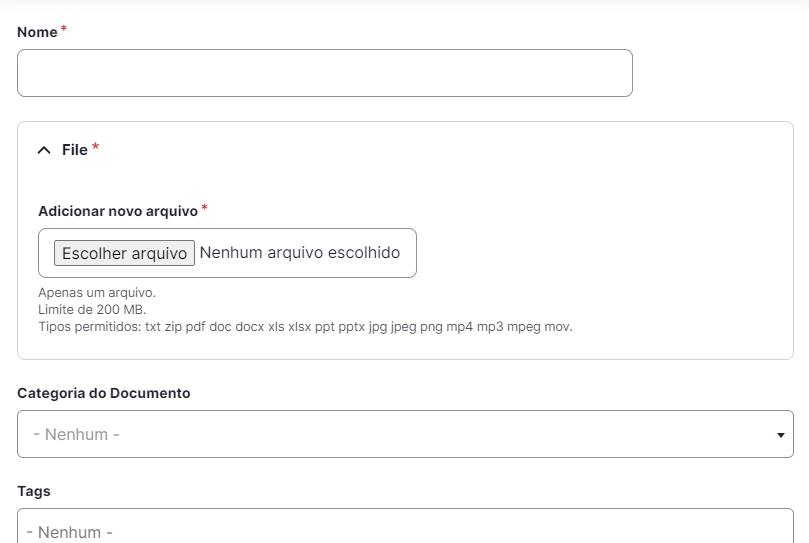 Nome *
File *
Adicionar novo arquivo *
Escolher arquivo Nenhum arquivo escolhido
Apenas um arquivo.
Limite de 200 MB.
Tipos permitidos: txt zip pdf doc docx xls xlsx ppt pptx jpg jpeg png mp4 mp3 mpeg mov.
Categoria do Documento
- Nenhum -
Tags
- Nenhum -